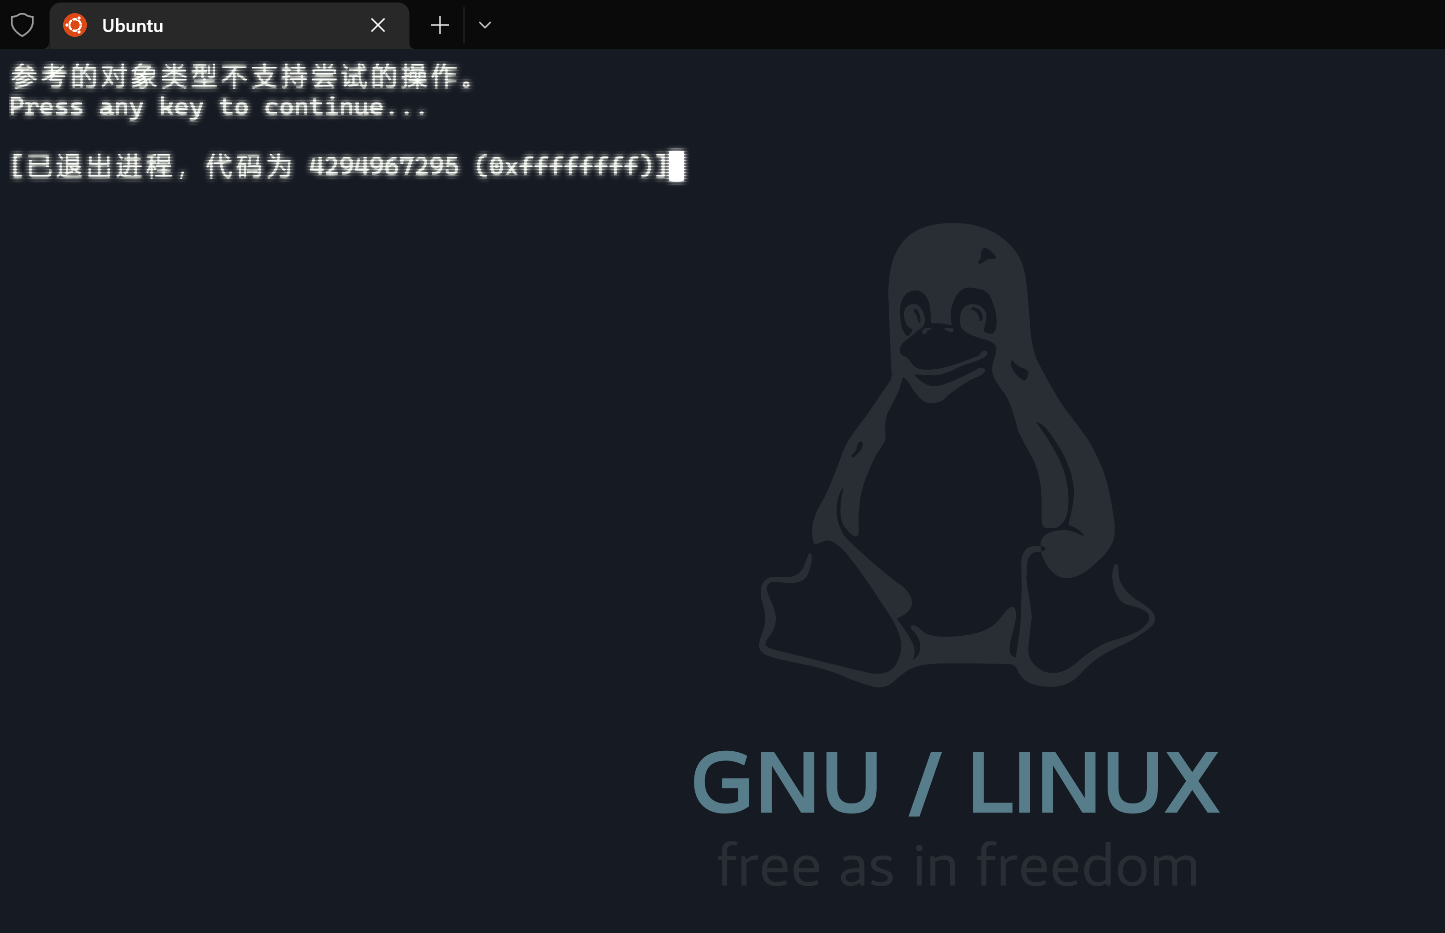 Ubuntu
参考的对象类型不支持尝试的操作。
Press any key to continue...
[已退出进程，代码为 4294967295 (0xffffffff)]
GNU / LINUX
free as in freedom